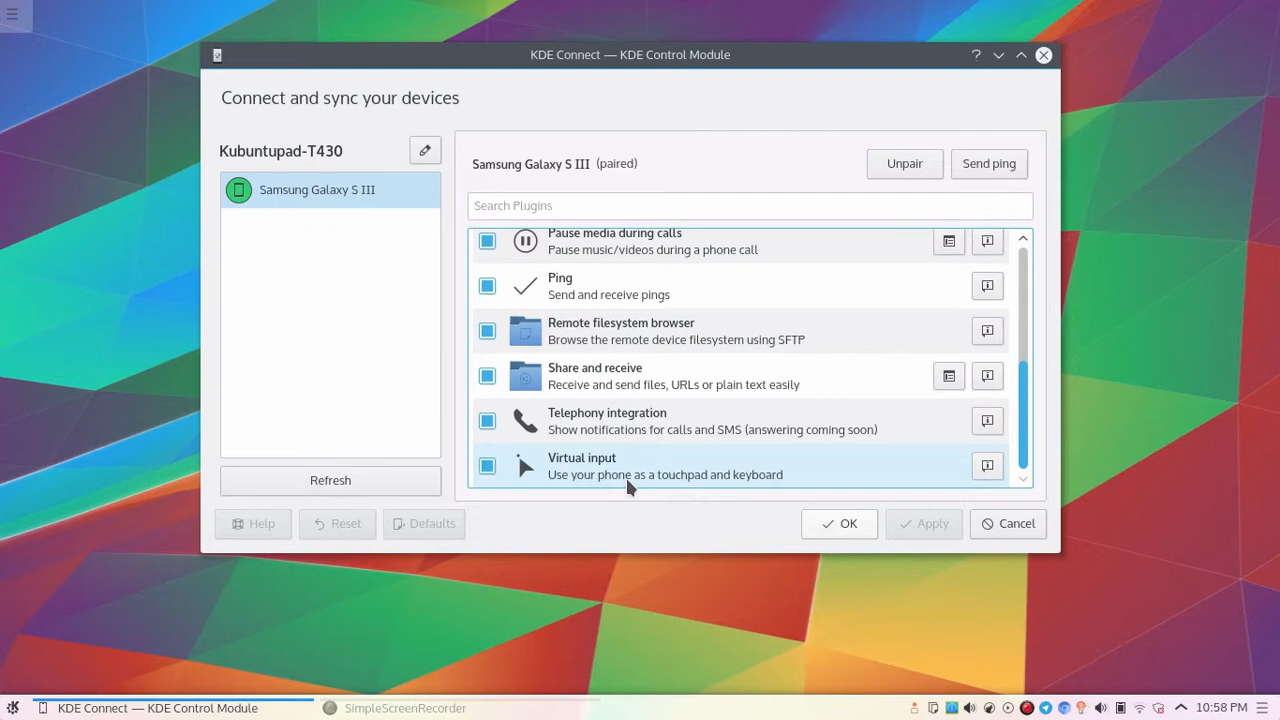 KDE Connect — KDE Control Module
Connect and sync your devices
Kubuntupad-T430
Samsung Galaxy S III
Refresh
Samsung Galaxy S III (paired)
Unpair
Send ping
Search Plugins
Pause media during calls
Pause music/videos during a phone call
Ping
Send and receive pings
Remote filesystem browser
Browse the remote device filesystem using SFTP
Share and receive
Receive and send files, URLs or plain text easily
Telephony integration
Show notifications for calls and SMS (answering coming soon)
Virtual input
Use your phone as a touchpad and keyboard
Help
Reset
Defaults
OK
Apply
Cancel
KDE Connect — KDE Control Module
SimpleScreenRecorder
10:58 PM